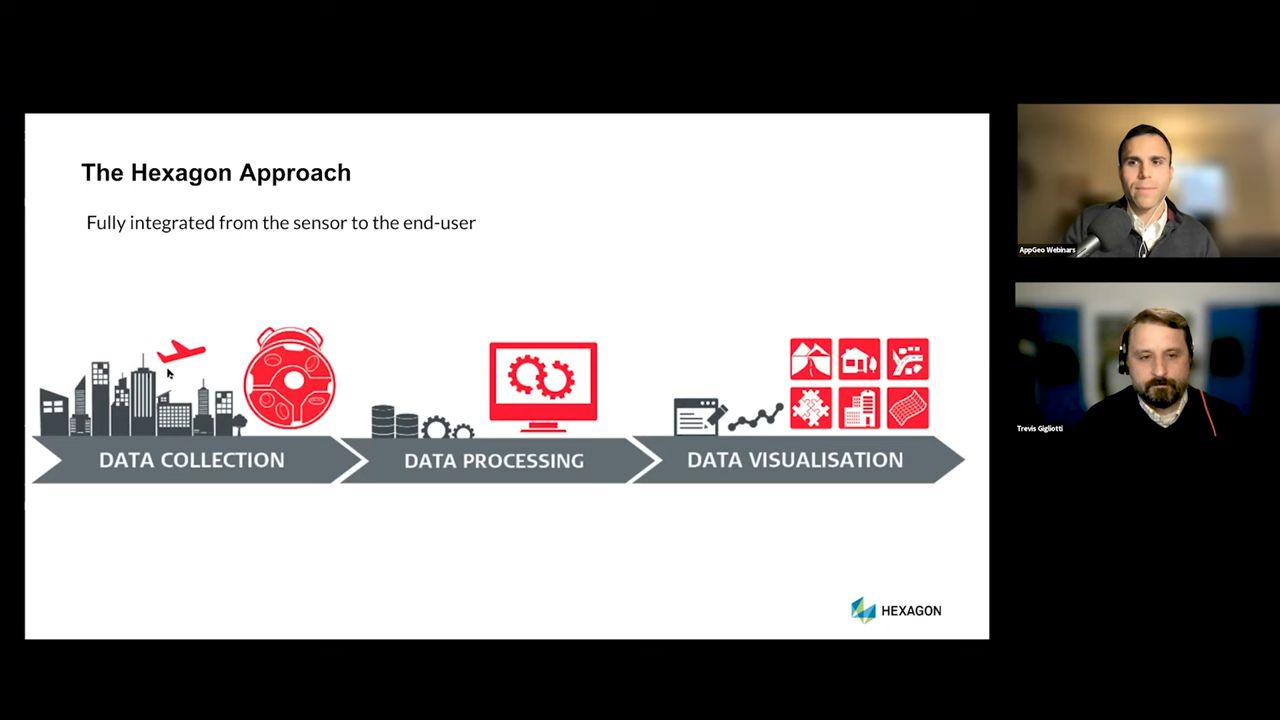 The Hexagon Approach
Fully integrated from the sensor to the end-user
DATA COLLECTION
DATA PROCESSING
DATA VISUALISATION
HEXAGON
AppGeo Webinars
Trevis Gigliotti